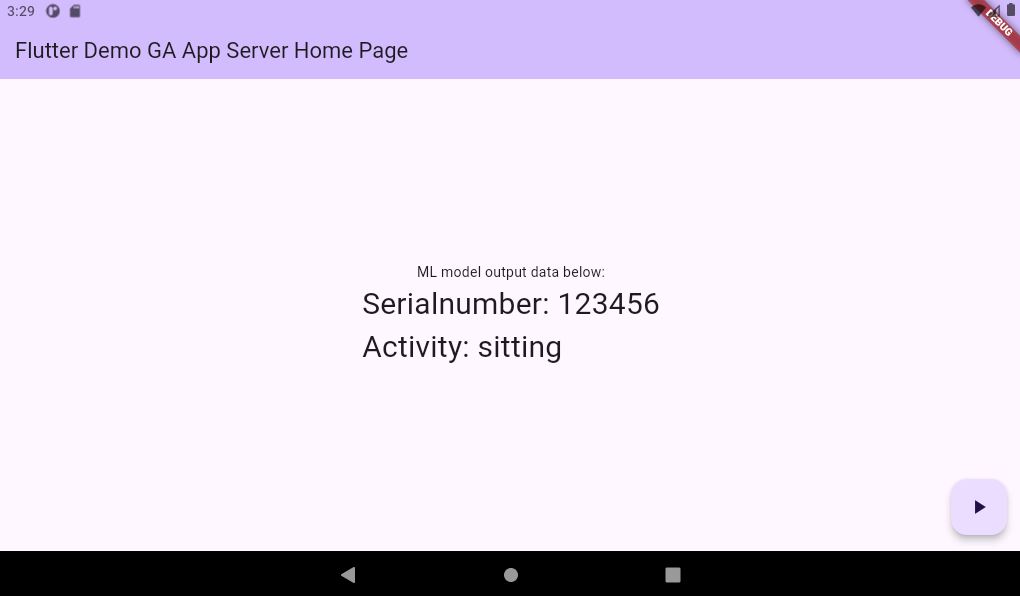 3:29
DEBUG
Flutter Demo GA App Server Home Page
ML model output data below:
Serialnumber: 123456
Activity: sitting